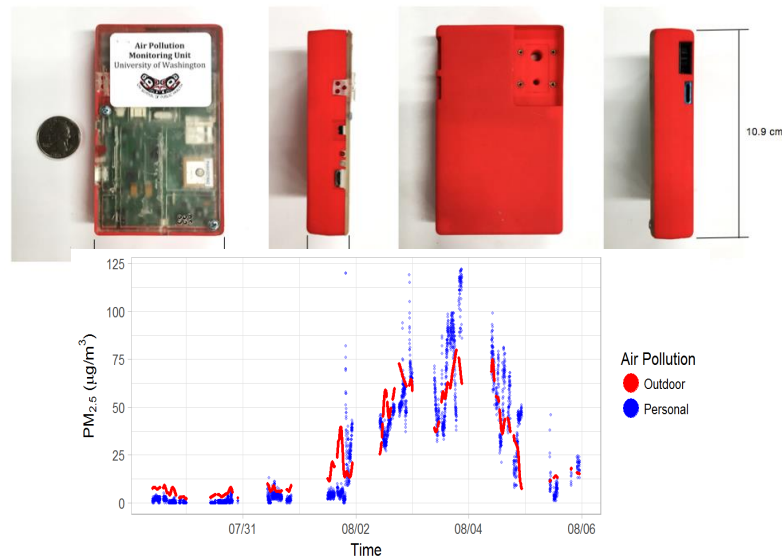 Air Pollution
Monitoring Unit
University of Washington
10.9 cm
125
100
75
50
25
0
PM2.5 (μg/m3)
07/31
08/02
08/04
08/06
Time
Air Pollution
Outdoor
Personal